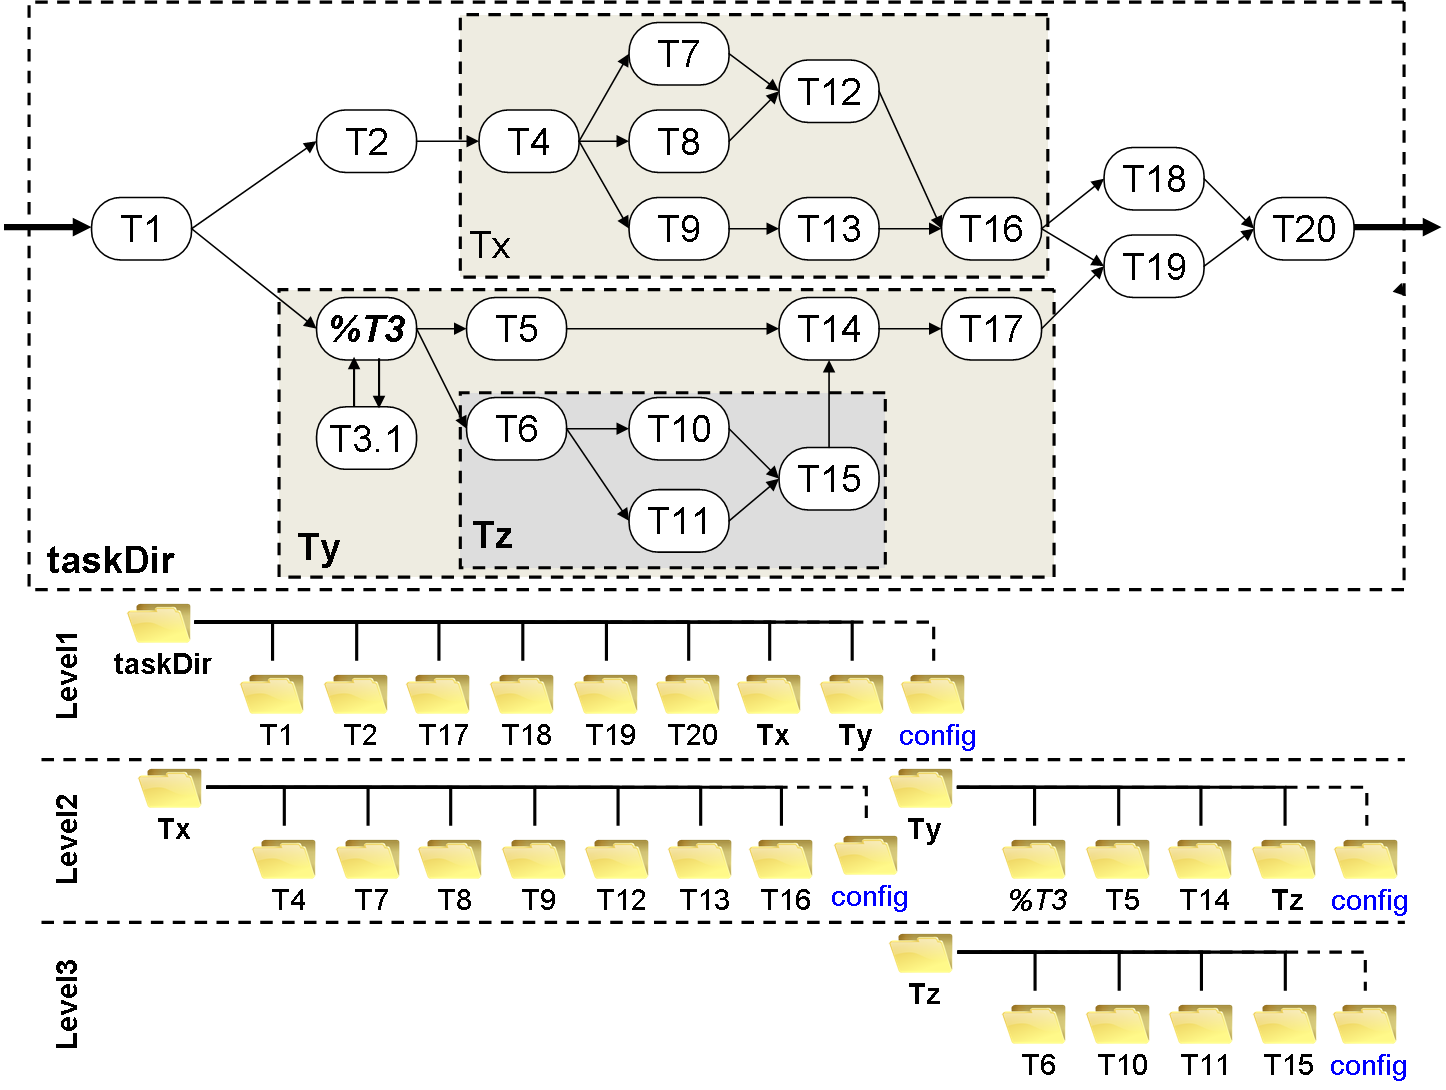 T7
T12
T2
T4
T8
T18
T1
T9
T13
T16
T20
Tx
T19
%T3
T5
T14
T17
T3.1
T6
T10
T15
T11
Ty
Tz
taskDir
Level1
taskDir
T1
T2
T17
T18
T19
T20
Tx
Ty
config
Level2
Tx
T4
T7
T8
T9
T12
T13
T16
config
Ty
%T3
T5
T14
Tz
config
Level3
Tz
T6
T10
T11
T15
config